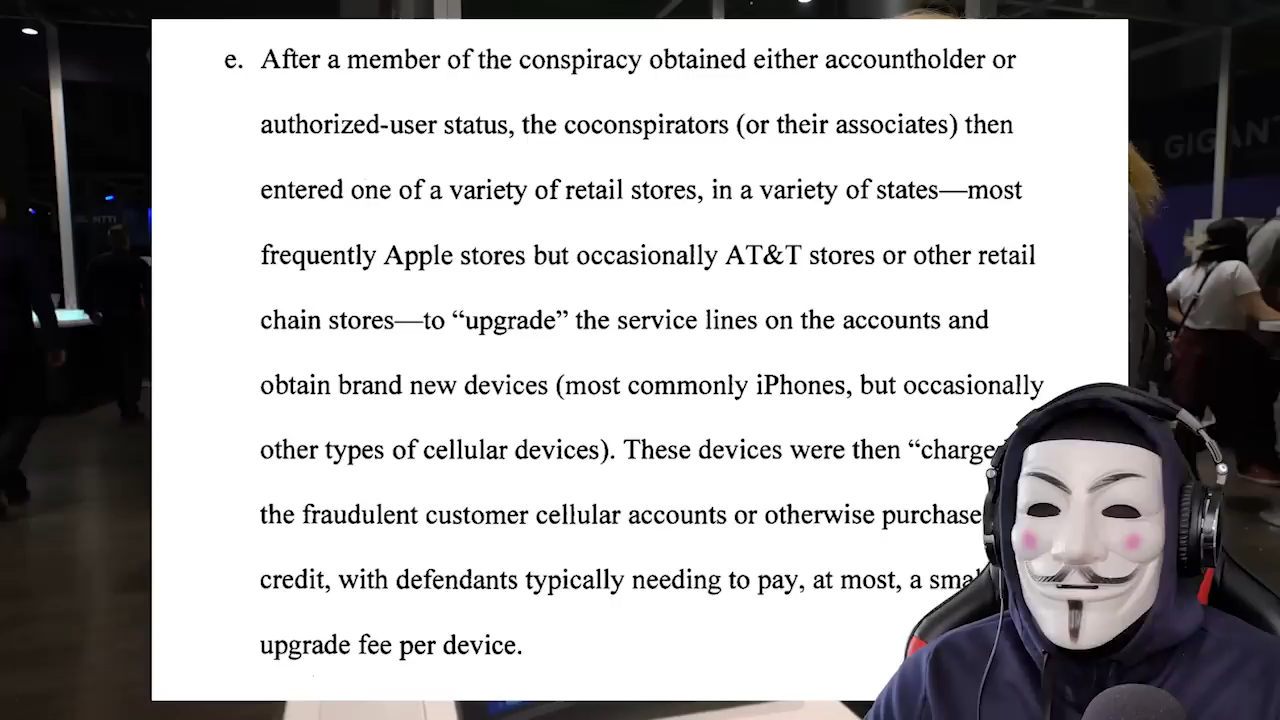 e. After a member of the conspiracy obtained either accountholder or
authorized-user status, the coconspirators (or their associates) then
entered one of a variety of retail stores, in a variety of states—most
frequently Apple stores but occasionally AT&T stores or other retail
chain stores—to “upgrade” the service lines on the accounts and
obtain brand new devices (most commonly iPhones, but occasionally
other types of cellular devices). These devices were then “charge
the fraudulent customer cellular accounts or otherwise purchase
credit, with defendants typically needing to pay, at most, a
upgrade fee per device.
GIGANT